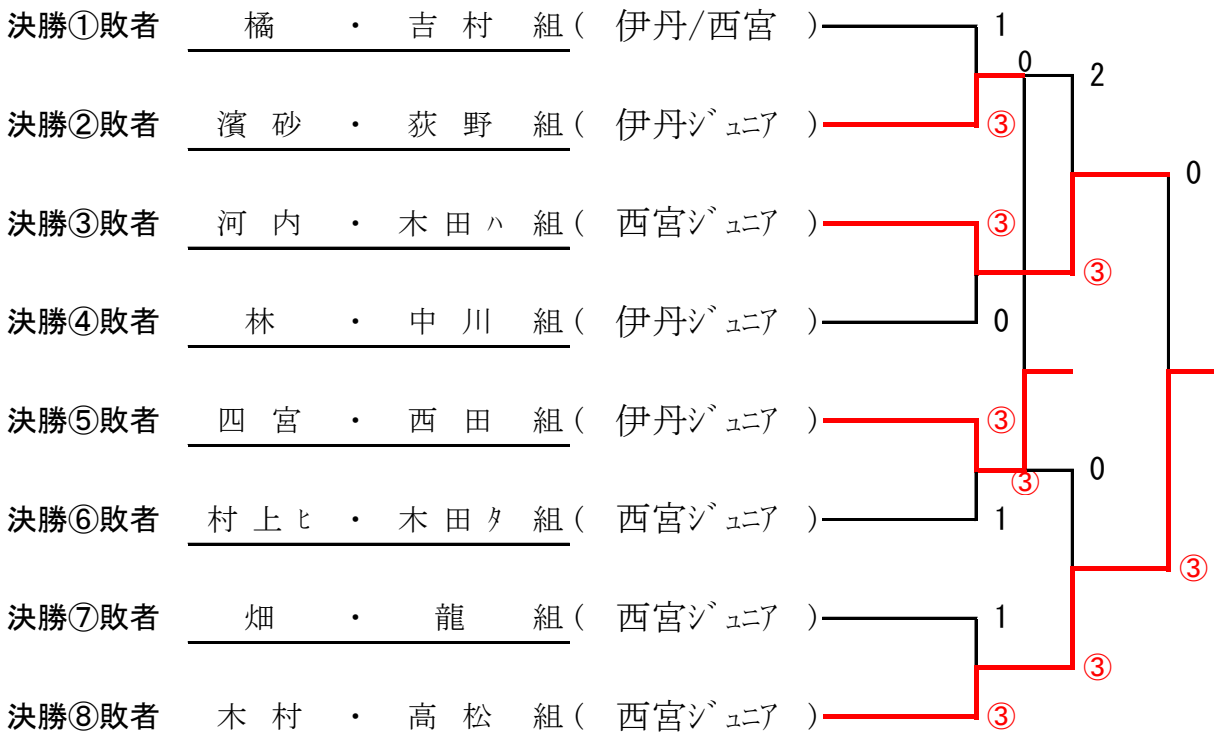 決勝①敗者 橘 ・ 吉村 組( 伊丹/西宮 ) 1
0 2
決勝②敗者 濱砂 ・ 荻野 組( 伊丹ｼﾞｭﾆｱ ) ③
0
決勝③敗者 河内 ・ 木田ﾊ 組( 西宮ｼﾞｭﾆｱ ) ③
③
決勝④敗者 林 ・ 中川 組( 伊丹ｼﾞｭﾆｱ ) 0
決勝⑤敗者 四宮 ・ 西田 組( 伊丹ｼﾞｭﾆｱ ) ③
③ 0
決勝⑥敗者 村上ﾋ ・ 木田ﾀ 組( 西宮ｼﾞｭﾆｱ ) 1
③
決勝⑦敗者 畑 ・ 龍 組( 西宮ｼﾞｭﾆｱ ) 1
③
決勝⑧敗者 木村 ・ 高松 組( 西宮ｼﾞｭﾆｱ ) ③